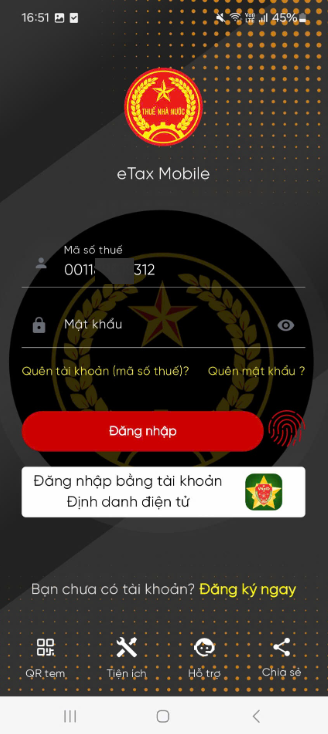 16:51 45%
THUẾ NHÀ NƯỚC
eTax Mobile
Mã số thuế
0011 312
Mật khẩu
Quên tài khoản (mã số thuế)? Quên mật khẩu ?
Đăng nhập
Đăng nhập bằng tài khoản
Định danh điện tử
Bạn chưa có tài khoản? Đăng ký ngay
QR tem Tiện ích Hỗ trợ Chia sẻ